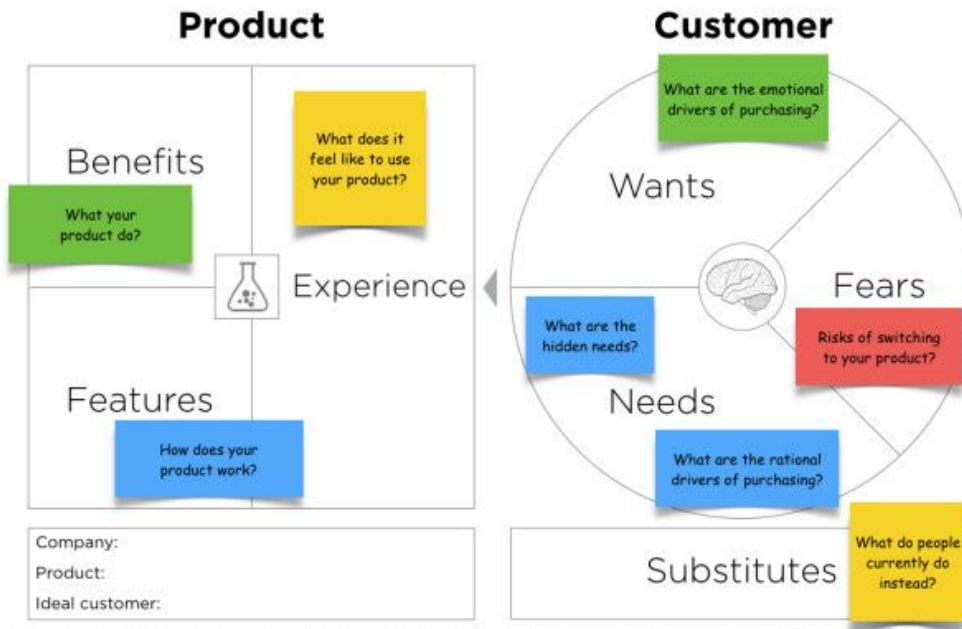 Product
Benefits
What your
product do?
What does it
feel like to use
your product?
Experience
Features
How does your
product work?
Company:
Product:
Ideal customer:
Customer
What are the emotional
drivers of purchasing?
Wants
Fears
Risks of switching
to your product?
What are the
hidden needs?
Needs
What are the rational
drivers of purchasing?
Substitutes
What do people
currently do
instead?